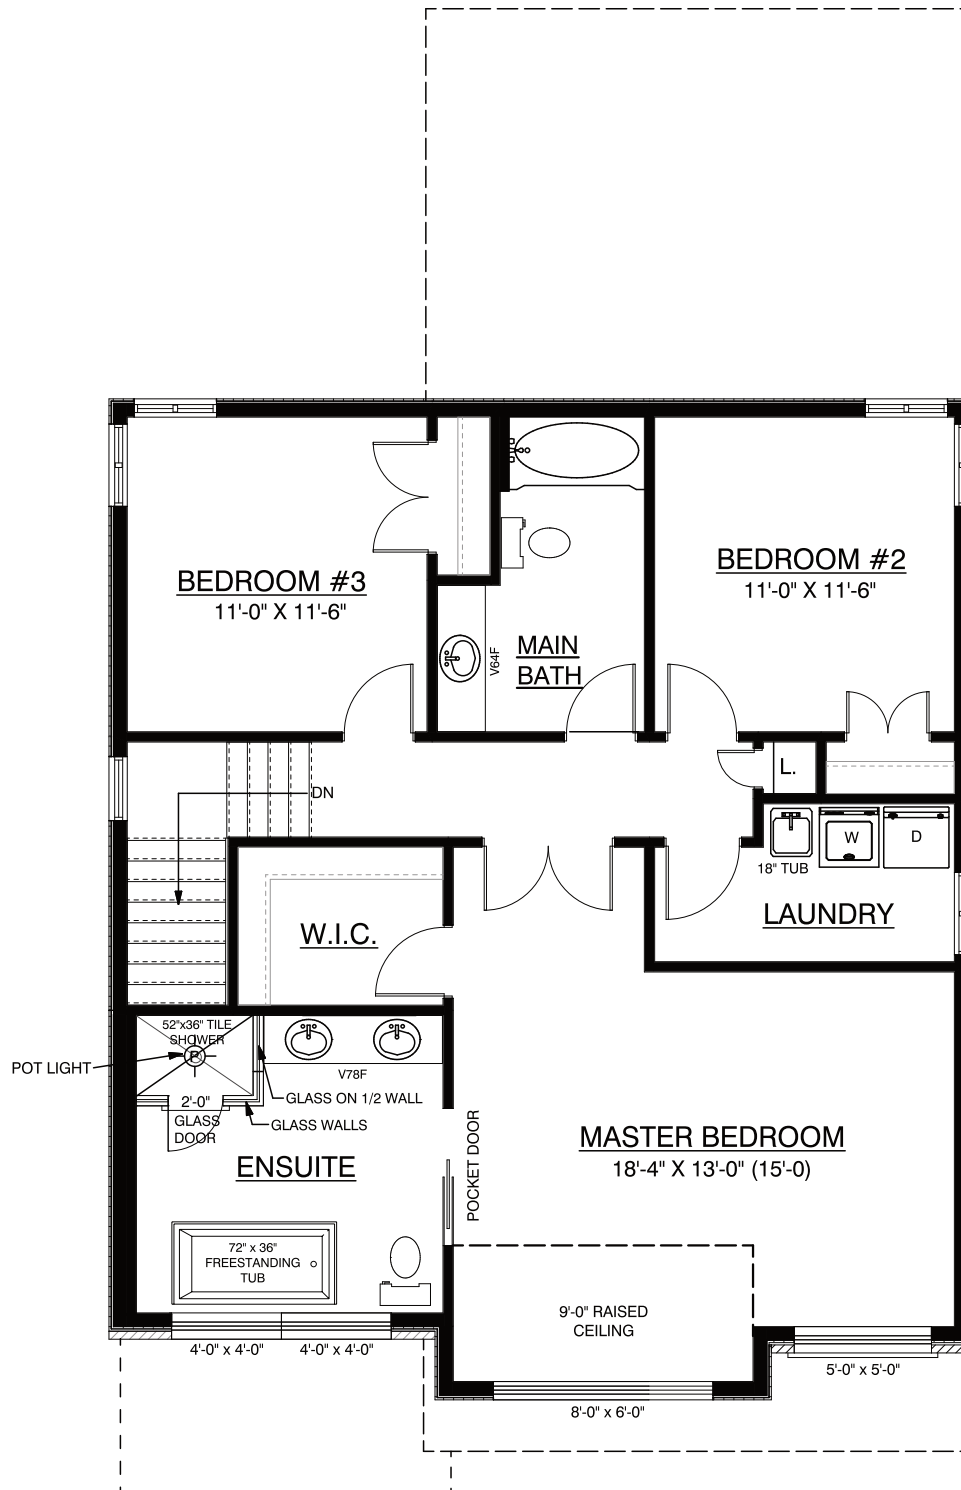 BEDROOM #3
11'-0" X 11'-6"
BEDROOM #2
11'-0" X 11'-6"
V64F
MAIN
BATH
L.
DN
W
D
18" TUB
LAUNDRY
W.I.C.
52"x36" TILE
SHOWER
P
POT LIGHT
V78F
2'-0"
GLASS
DOOR
GLASS ON 1/2 WALL
GLASS WALLS
ENSUITE
POCKET DOOR
MASTER BEDROOM
18'-4" X 13'-0" (15'-0)
72" x 36"
FREESTANDING
TUB
9'-0" RAISED
CEILING
4'-0" x 4'-0"
4'-0" x 4'-0"
5'-0" x 5'-0"
8'-0" x 6'-0"